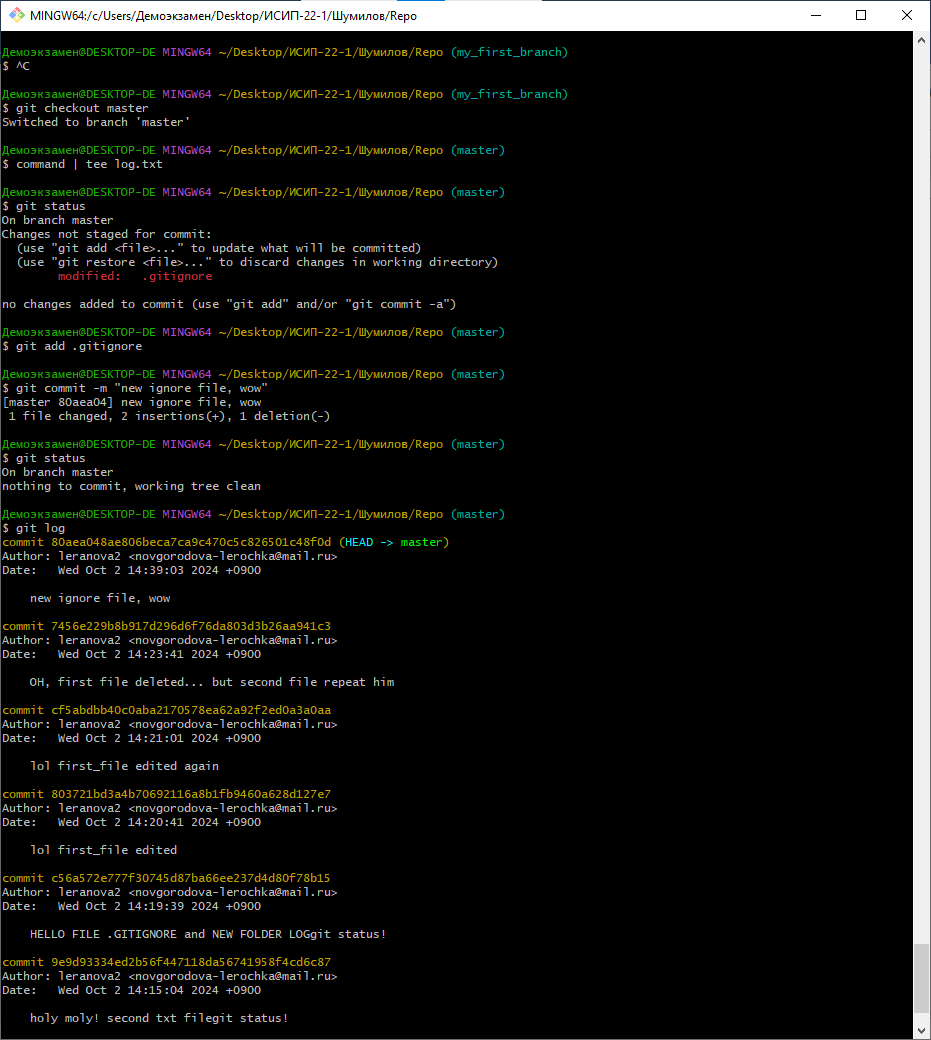 MINGW64:/c/Users/Демоэкзамен/Desktop/ИСИП-22-1/Шумилов/Repo
Демоэкзамен@DESKTOP-DE MINGW64 ~/Desktop/ИСИП-22-1/Шумилов/Repo (my_first_branch)
$ ^C
Демоэкзамен@DESKTOP-DE MINGW64 ~/Desktop/ИСИП-22-1/Шумилов/Repo (my_first_branch)
$ git checkout master
Switched to branch 'master'
Демоэкзамен@DESKTOP-DE MINGW64 ~/Desktop/ИСИП-22-1/Шумилов/Repo (master)
$ command | tee log.txt
Демоэкзамен@DESKTOP-DE MINGW64 ~/Desktop/ИСИП-22-1/Шумилов/Repo (master)
$ git status
On branch master
Changes not staged for commit:
  (use "git add <file>..." to update what will be committed)
  (use "git restore <file>..." to discard changes in working directory)
        modified:   .gitignore
no changes added to commit (use "git add" and/or "git commit -a")
Демоэкзамен@DESKTOP-DE MINGW64 ~/Desktop/ИСИП-22-1/Шумилов/Repo (master)
$ git add .gitignore
Демоэкзамен@DESKTOP-DE MINGW64 ~/Desktop/ИСИП-22-1/Шумилов/Repo (master)
$ git commit -m "new ignore file, wow"
[master 80aea04] new ignore file, wow
 1 file changed, 2 insertions(+), 1 deletion(-)
Демоэкзамен@DESKTOP-DE MINGW64 ~/Desktop/ИСИП-22-1/Шумилов/Repo (master)
$ git status
On branch master
nothing to commit, working tree clean
Демоэкзамен@DESKTOP-DE MINGW64 ~/Desktop/ИСИП-22-1/Шумилов/Repo (master)
$ git log
commit 80aea048ae806beca7ca9c470c5c826501c48f0d (HEAD -> master)
Author: leranova2 <novgorodova-lerochka@mail.ru>
Date:   Wed Oct 2 14:39:03 2024 +0900
    new ignore file, wow
commit 7456e229b8b917d296d6f76da803d3b26aa941c3
Author: leranova2 <novgorodova-lerochka@mail.ru>
Date:   Wed Oct 2 14:23:41 2024 +0900
    OH, first file deleted... but second file repeat him
commit cf5abdbb40c0aba2170578ea62a92f2ed0a3a0aa
Author: leranova2 <novgorodova-lerochka@mail.ru>
Date:   Wed Oct 2 14:21:01 2024 +0900
    lol first_file edited again
commit 803721bd3a4b70692116a8b1fb9460a628d127e7
Author: leranova2 <novgorodova-lerochka@mail.ru>
Date:   Wed Oct 2 14:20:41 2024 +0900
    lol first_file edited
commit c56a572e777f30745d87ba66ee237d4d80f78b15
Author: leranova2 <novgorodova-lerochka@mail.ru>
Date:   Wed Oct 2 14:19:39 2024 +0900
    HELLO FILE .GITIGNORE and NEW FOLDER LOGgit status!
commit 9e9d93334ed2b56f447118da56741958f4cd6c87
Author: leranova2 <novgorodova-lerochka@mail.ru>
Date:   Wed Oct 2 14:15:04 2024 +0900
    holy moly! second txt filegit status!